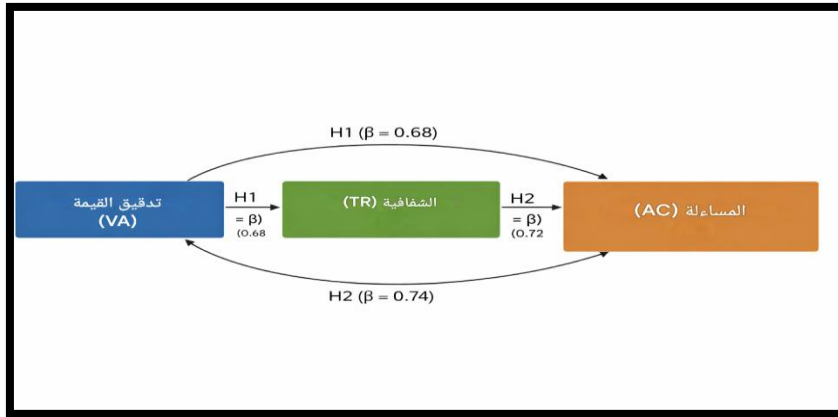 H1 (β = 0.68)
تدقيق القيمة
(VA)
H1
= β)
(0.68
الشفافية (TR)
H2
= β)
(0.72
المساءلة (AC)
H2 (β = 0.74)